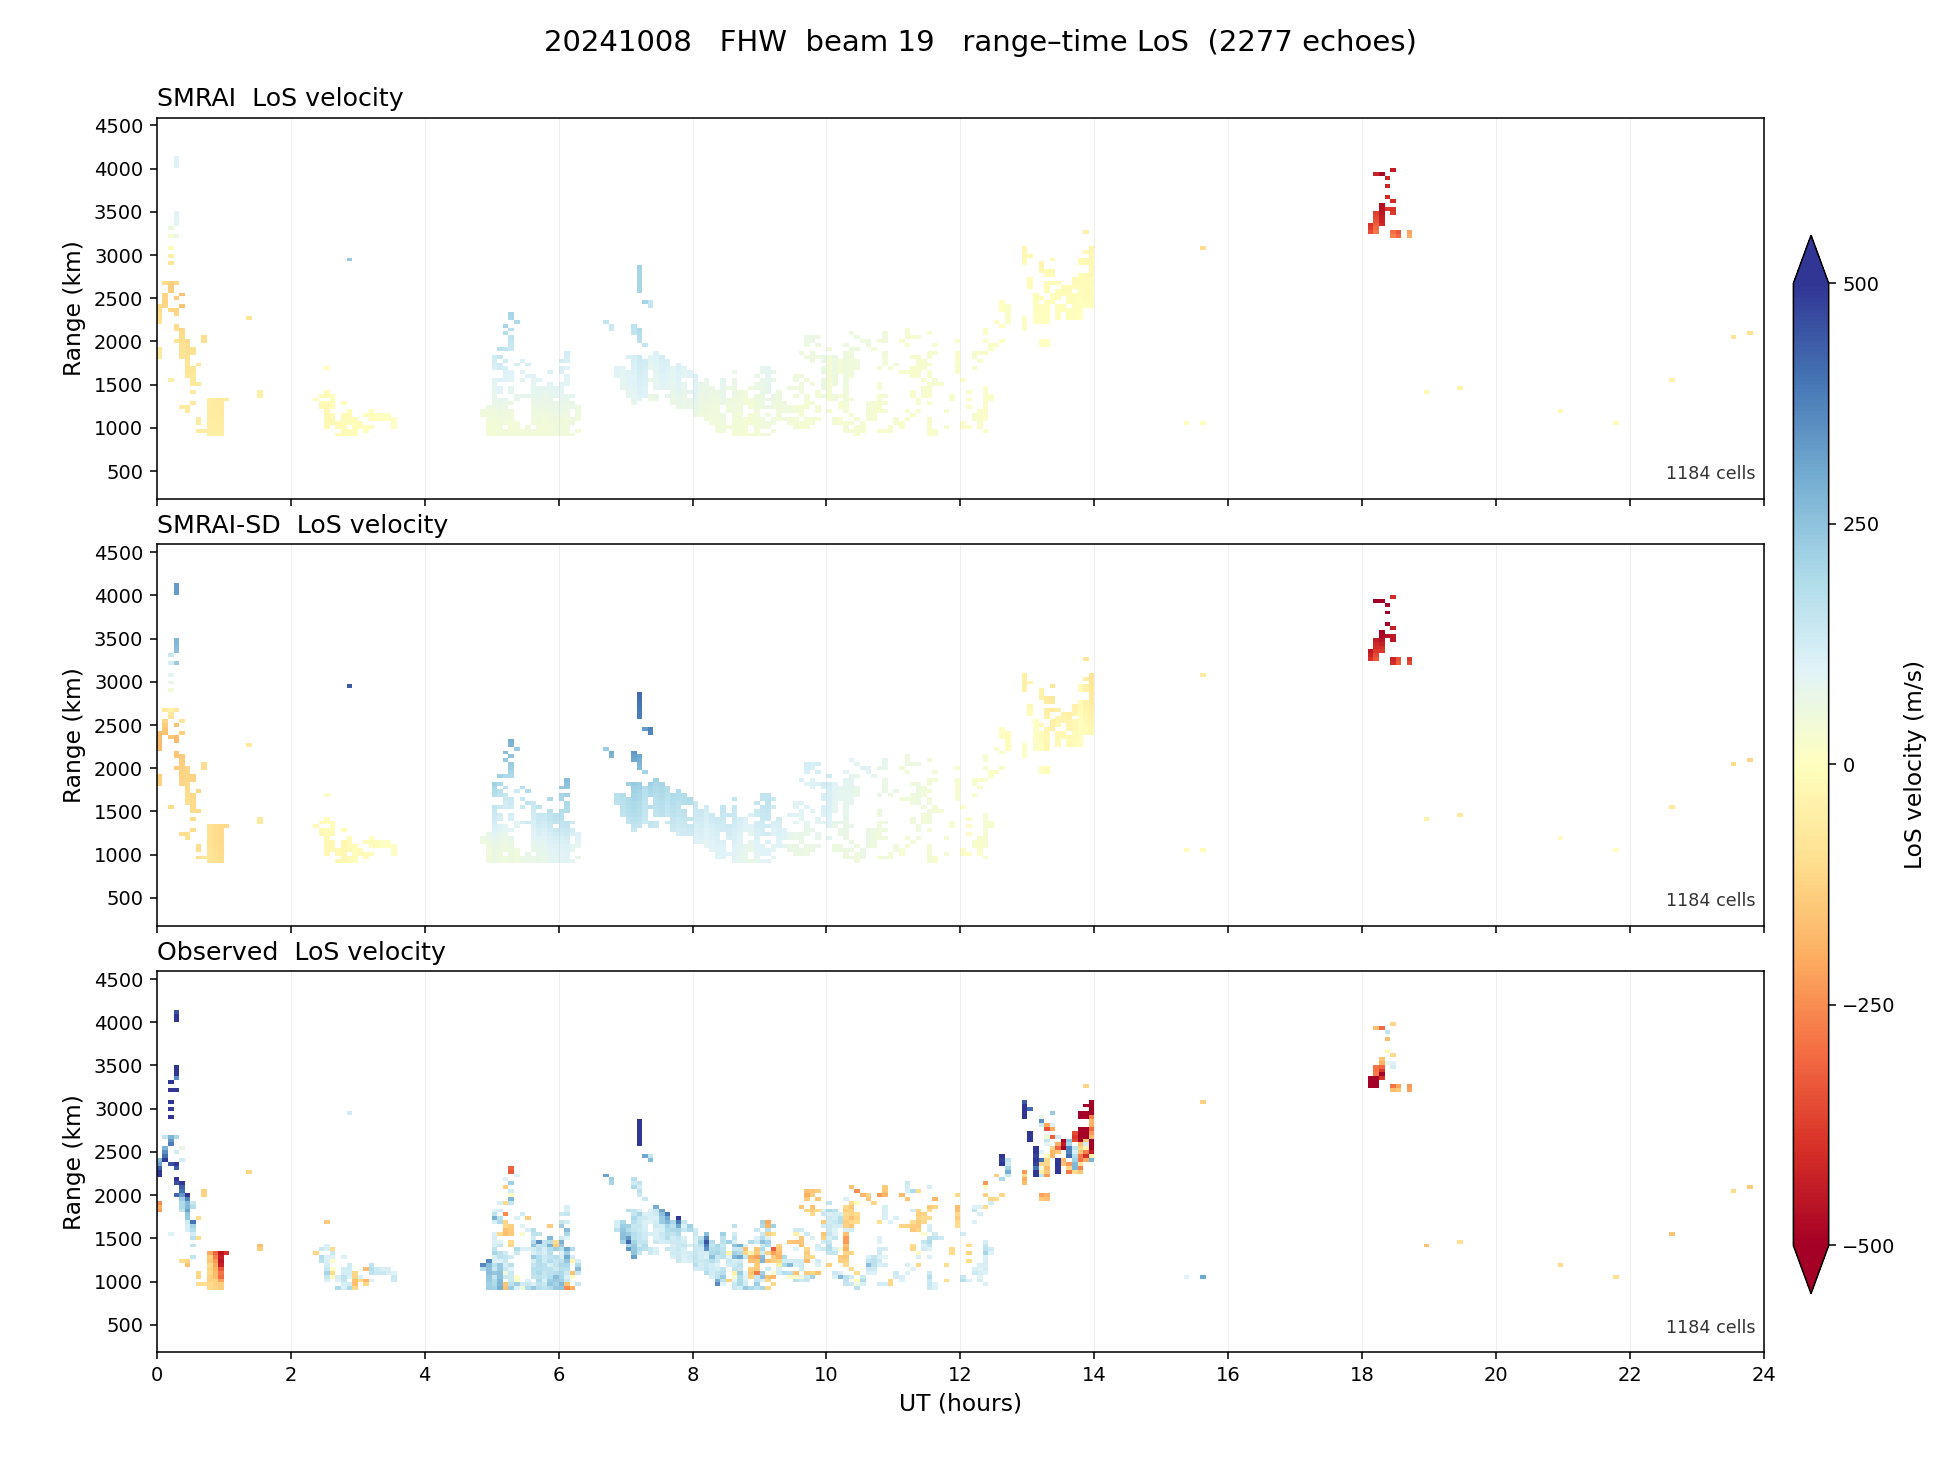 20241008   FHW  beam 19   range–time LoS  (2277 echoes)
SMRAI  LoS velocity
4500
4000
3500
3000
2500
2000
1500
1000
500
Range (km)
1184 cells
SMRAI-SD  LoS velocity
4500
4000
3500
3000
2500
2000
1500
1000
500
Range (km)
1184 cells
Observed  LoS velocity
4500
4000
3500
3000
2500
2000
1500
1000
500
Range (km)
1184 cells
0 2 4 6 8 10 12 14 16 18 20 22 24
UT (hours)
500
250
0
−250
−500
LoS velocity (m/s)